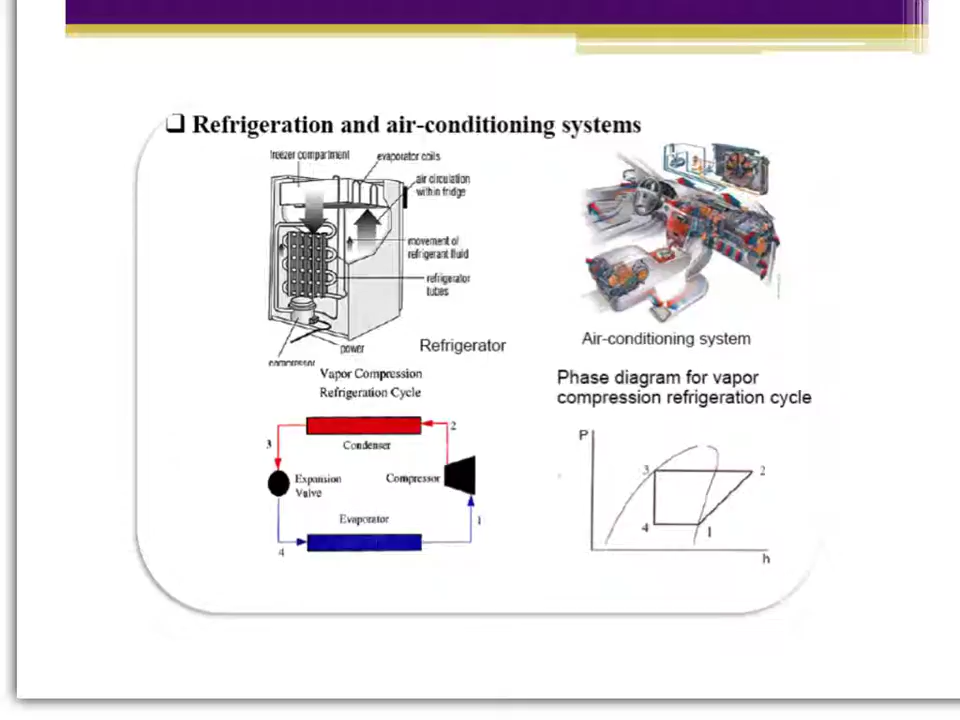 ❑ Refrigeration and air-conditioning systems
freezer compartment
evaporator coils
air circulation
within fridge
movement of
refrigerant fluid
refrigerator
tubes
power
compressor
Refrigerator
Air-conditioning system
Vapor Compression
Refrigeration Cycle
2
Condenser
3
Expansion
Valve
Compressor
Evaporator
1
4
Phase diagram for vapor
compression refrigeration cycle
P
3
2
4
1
h